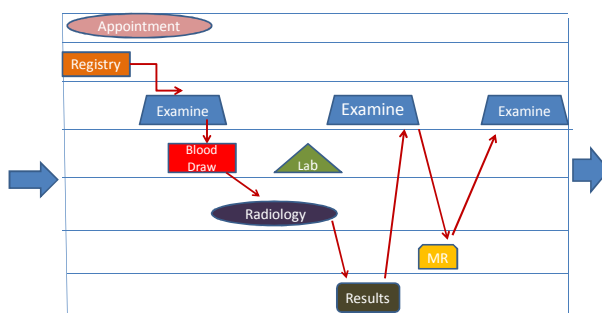 Appointment
Registry
Examine
Examine
Examine
Blood
Draw
Lab
Radiology
MR
Results